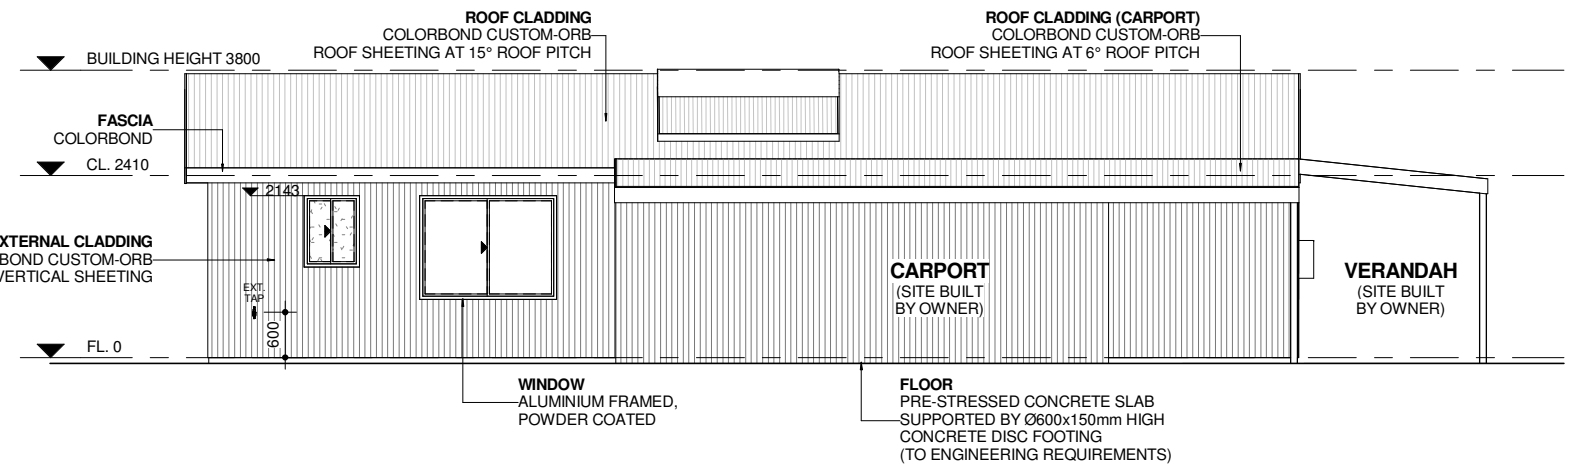 ROOF CLADDING
COLORBOND CUSTOM-ORB
ROOF SHEETING AT 15° ROOF PITCH
ROOF CLADDING (CARPORT)
COLORBOND CUSTOM-ORB
ROOF SHEETING AT 6° ROOF PITCH
BUILDING HEIGHT 3800
FASCIA
COLORBOND
CL. 2410
2143
XTERNAL CLADDING
BOND CUSTOM-ORB
VERTICAL SHEETING
EXT.
TAP
600
CARPORT
(SITE BUILT
BY OWNER)
VERANDAH
(SITE BUILT
BY OWNER)
FL. 0
WINDOW
ALUMINIUM FRAMED,
POWDER COATED
FLOOR
PRE-STRESSED CONCRETE SLAB
SUPPORTED BY Ø600x150mm HIGH
CONCRETE DISC FOOTING
(TO ENGINEERING REQUIREMENTS)